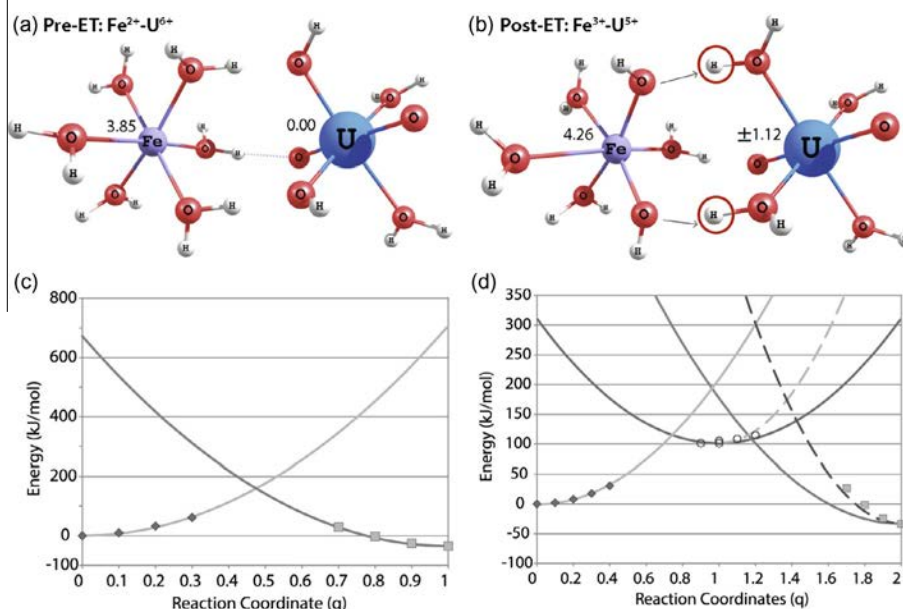 (a) Pre-ET: Fe²⁺-U⁶⁺
H
H
H
O
O
H
O
H
H
O
H
3.85
0.00
O
H
O
Fe
O
H
U
H
O
H
O
O
O
H
O
H
H
H
O
H
H
H
(b) Post-ET: Fe³⁺-U⁵⁺
H
H
O
H
O
H
O
H
O
H
4.26
±1.12
O
O
Fe
O
H
U
H
O
H
H
O
O
H
O
H
O
H
H
H
H
(c)
800
600
400
200
0
-100
Energy (kJ/mol)
0 0.1 0.2 0.3 0.4 0.5 0.6 0.7 0.8 0.9 1
Reaction Coordinate (q)
(d)
350
300
250
200
150
100
50
0
-50
-100
Energy (kJ/mol)
0 0.2 0.4 0.6 0.8 1 1.2 1.4 1.6 1.8 2.0
Reaction Coordinates (q)